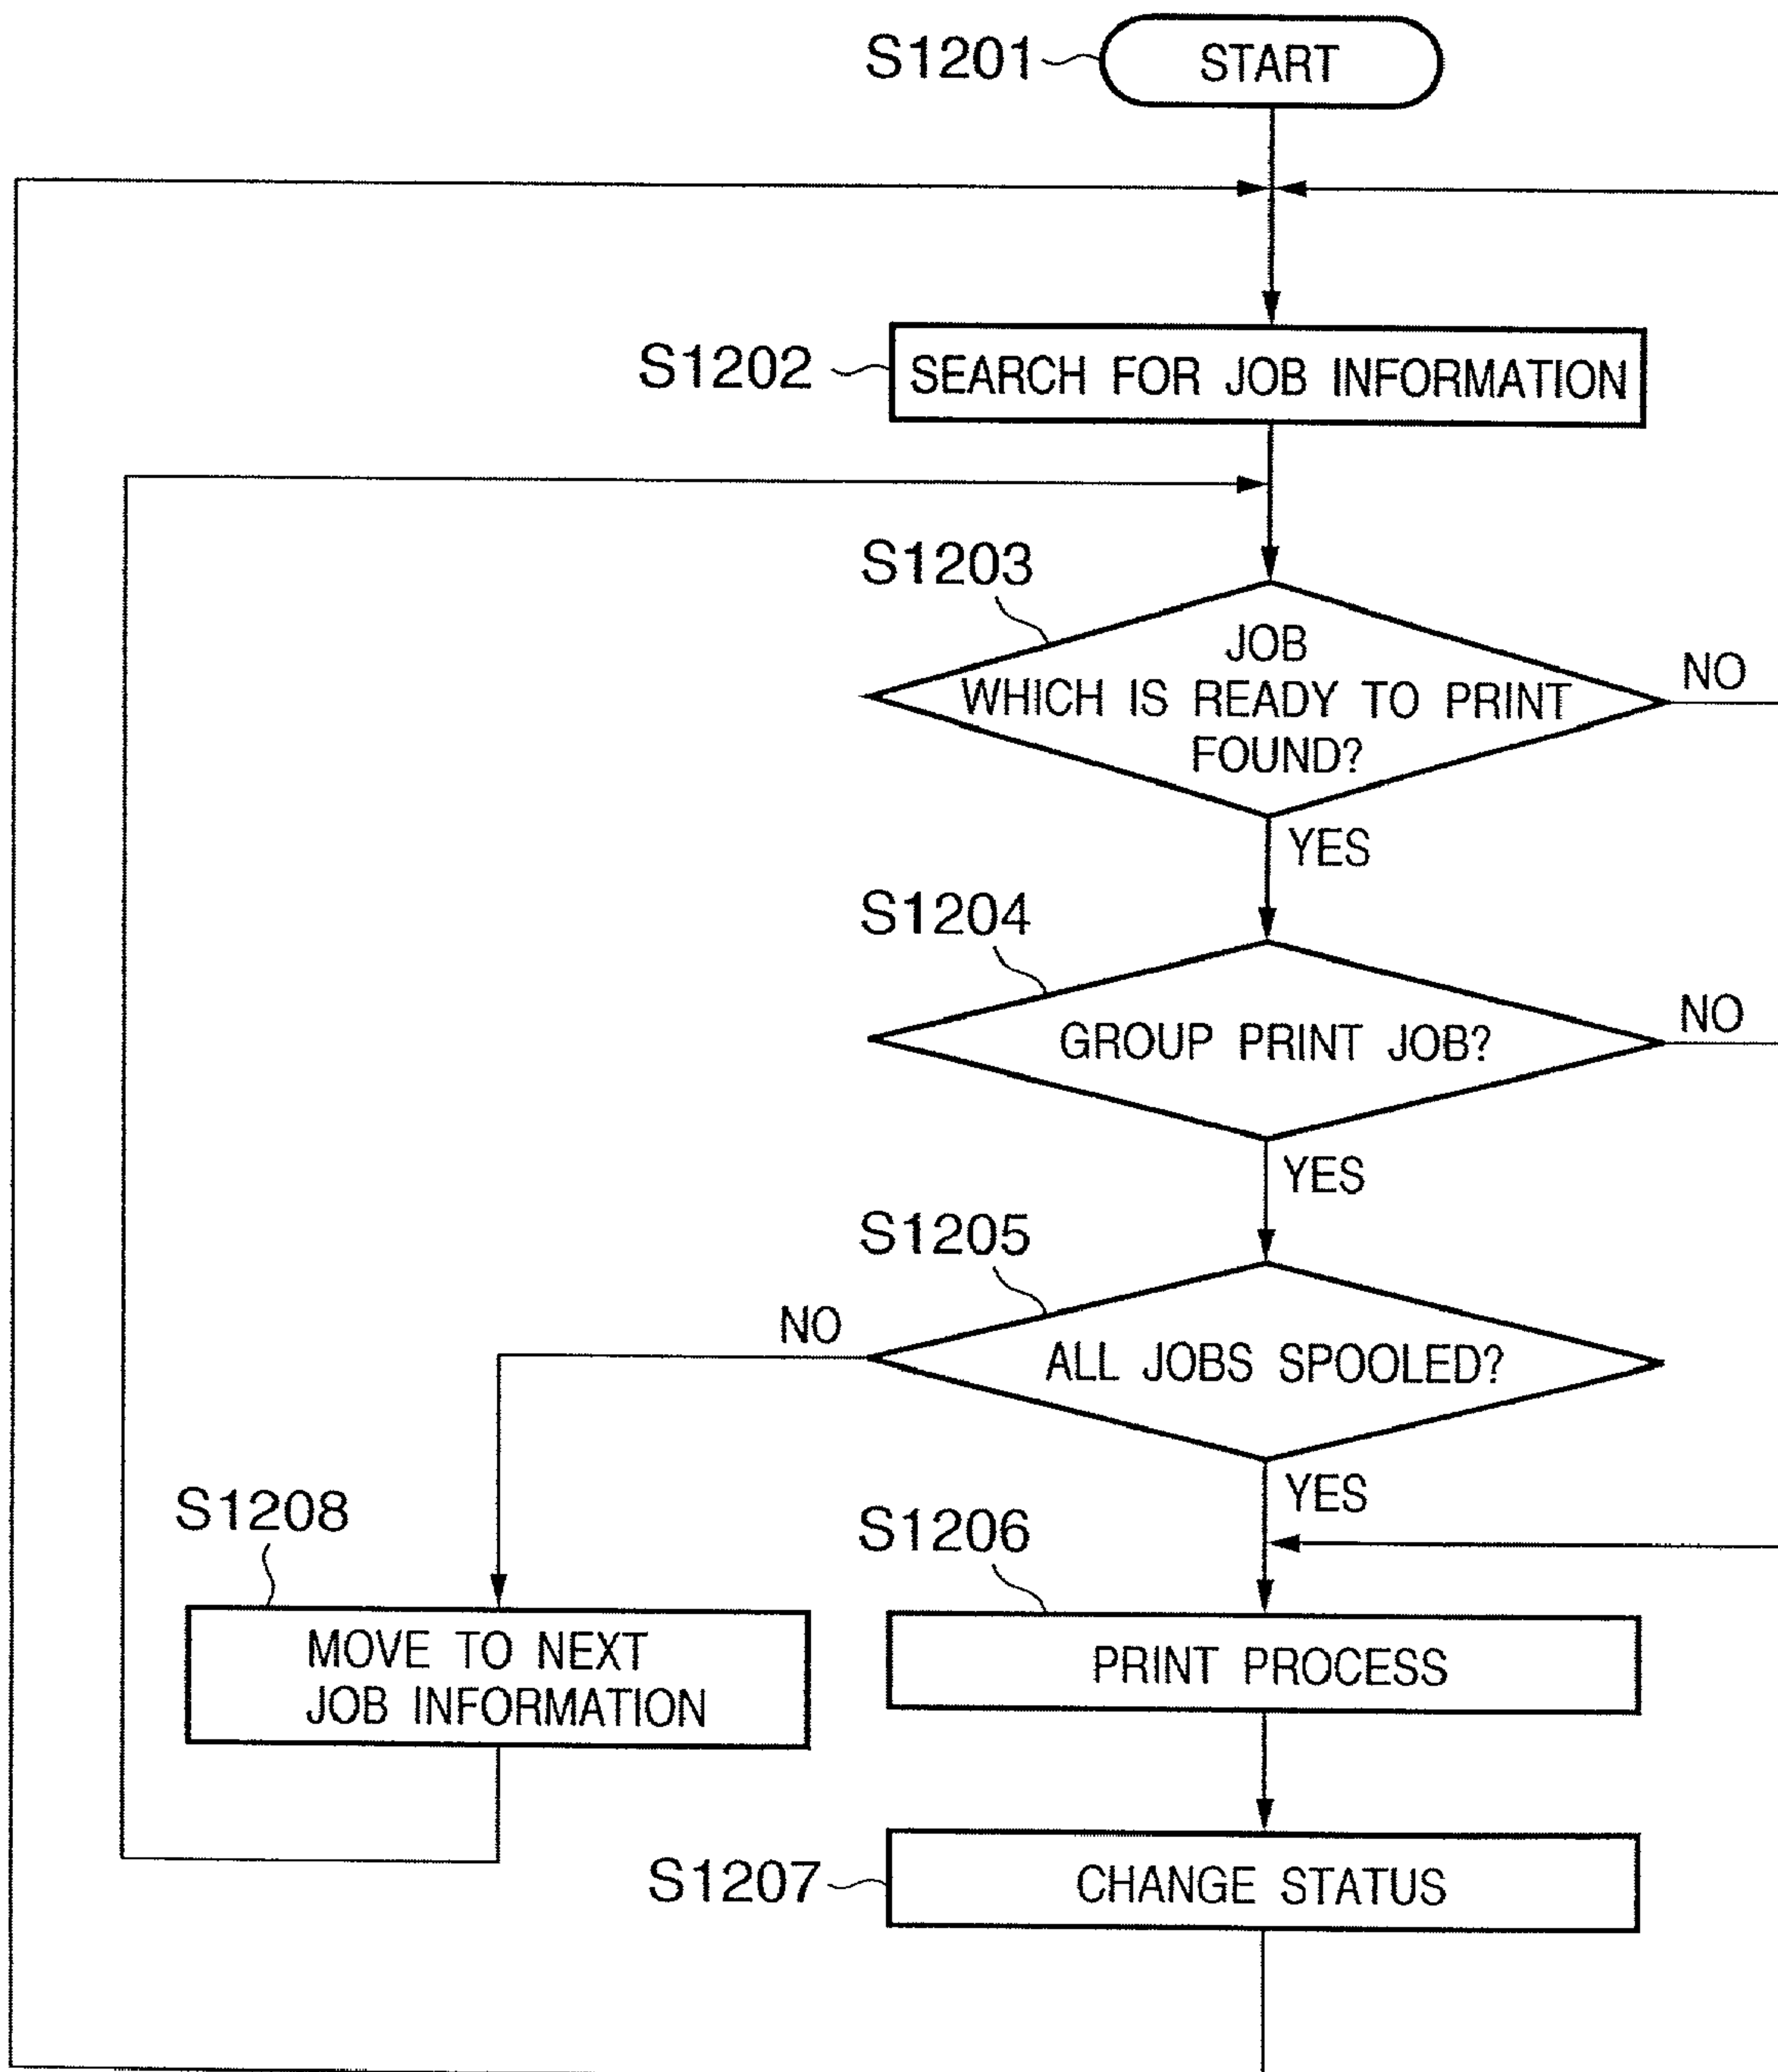 S1201
START
S1202
SEARCH FOR JOB INFORMATION
S1203
JOB
WHICH IS READY TO PRINT
FOUND?
NO
YES
S1204
GROUP PRINT JOB?
NO
YES
S1205
NO
ALL JOBS SPOOLED?
YES
S1208
S1206
MOVE TO NEXT
JOB INFORMATION
PRINT PROCESS
S1207
CHANGE STATUS